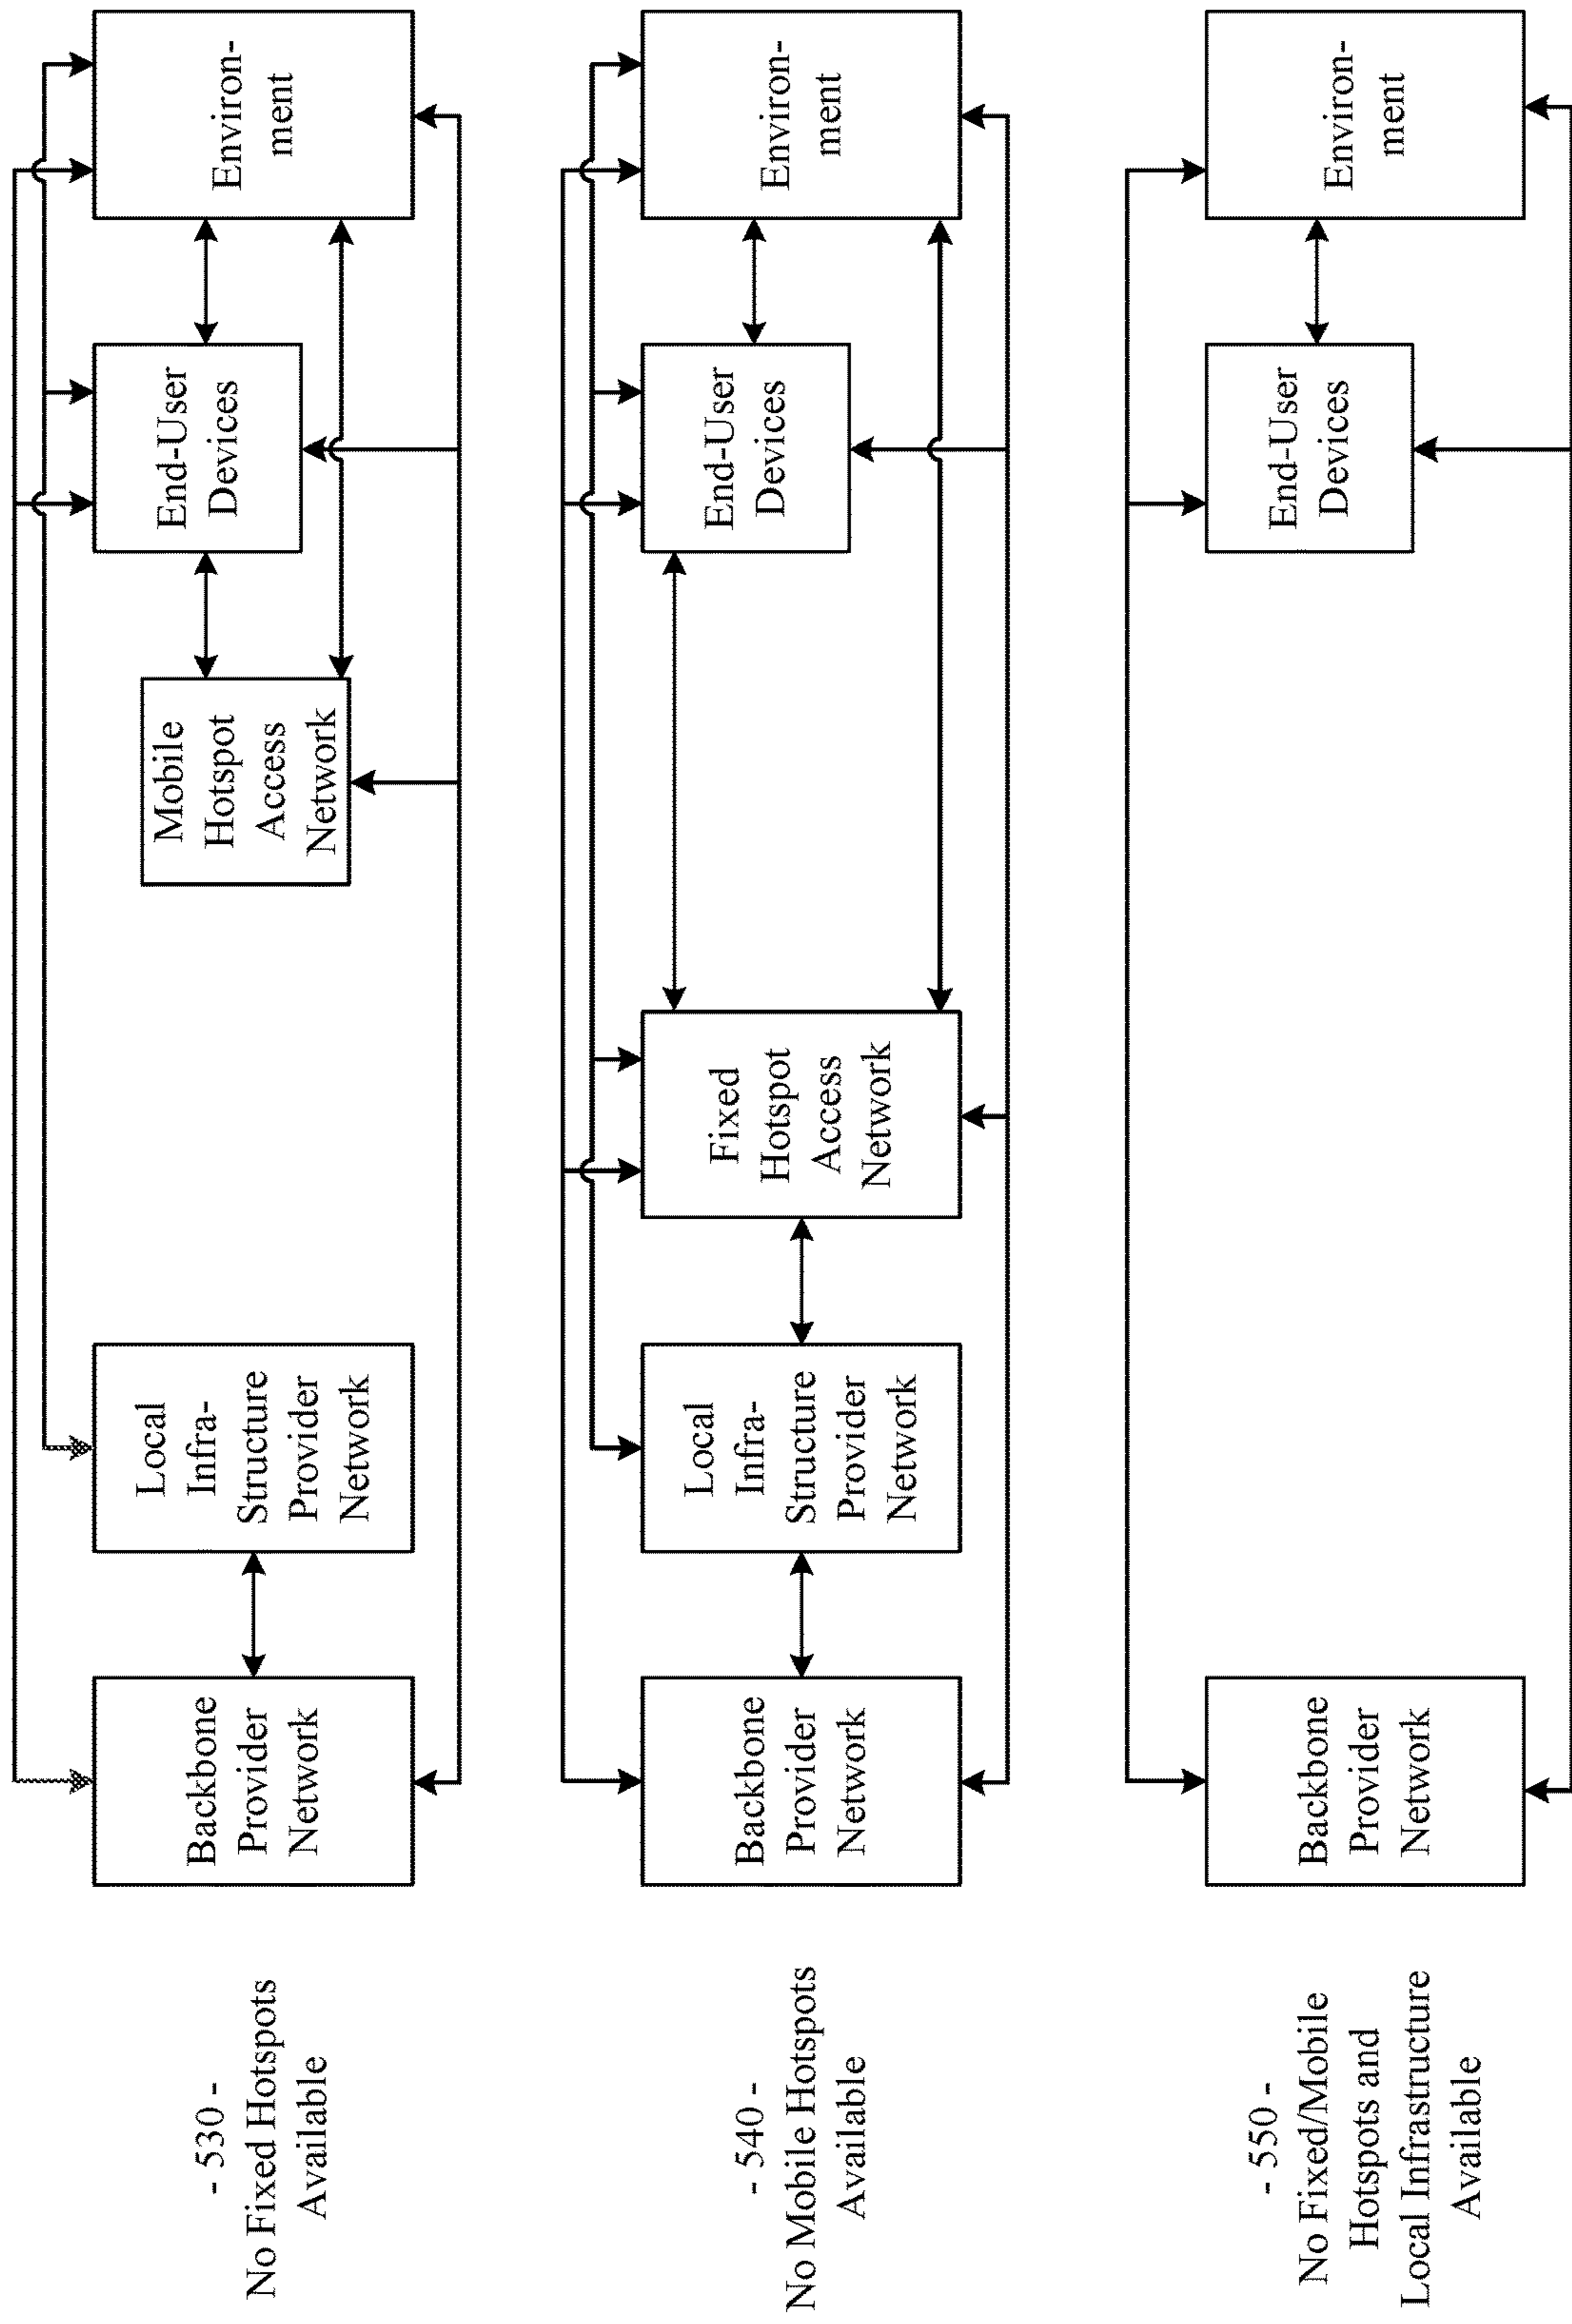 - 530 -
No Fixed Hotspots
Available
Backbone
Provider
Network
Local
Infra-
Structure
Provider
Network
Mobile
Hotspot
Access
Network
End-User
Devices
Environ-
ment
- 540 -
No Mobile Hotspots
Available
Backbone
Provider
Network
Local
Infra-
Structure
Provider
Network
Fixed
Hotspot
Access
Network
End-User
Devices
Environ-
ment
- 550 -
No Fixed/Mobile
Hotspots and
Local Infrastructure
Available
Backbone
Provider
Network
End-User
Devices
Environ-
ment